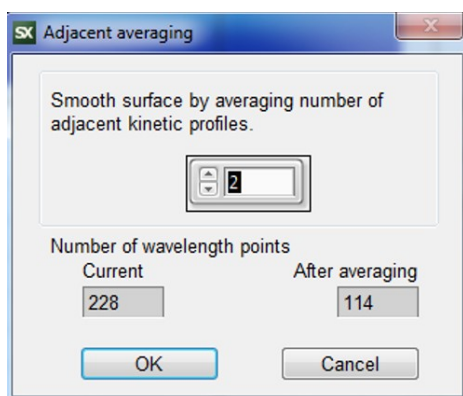 SX Adjacent averaging
Smooth surface by averaging number of
adjacent kinetic profiles.
2
Number of wavelength points
Current After averaging
228 114
OK Cancel